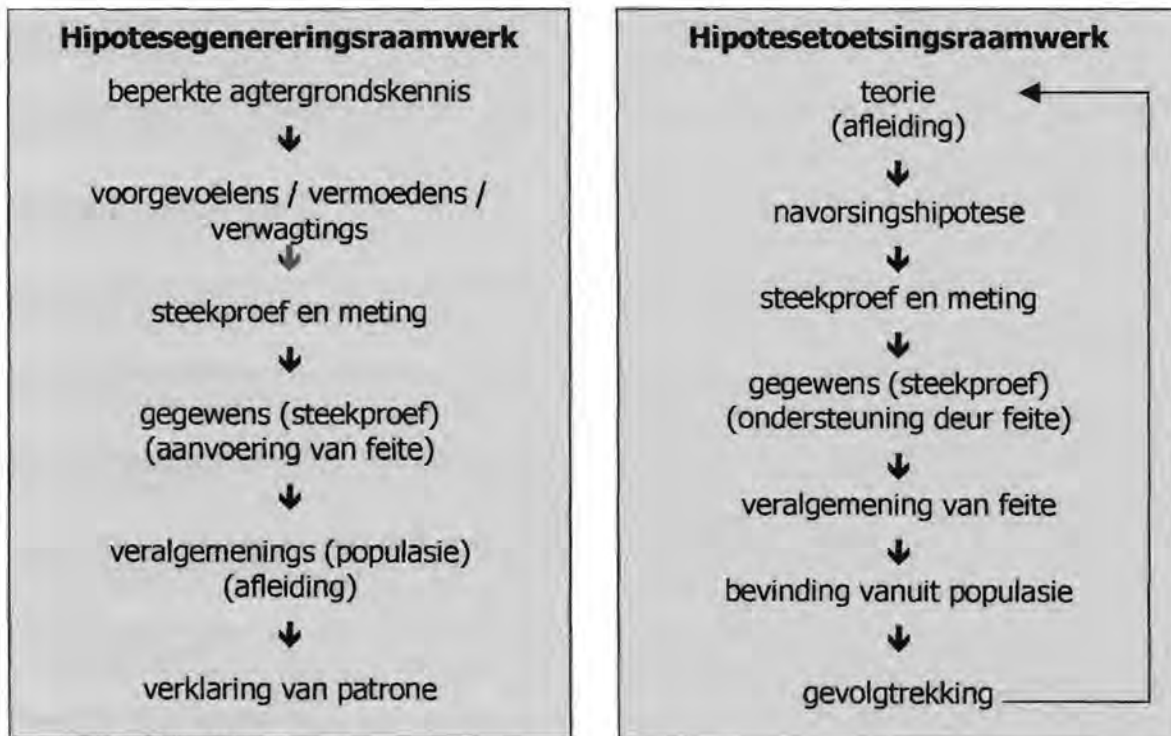 Hipotesegenereringsraamwerk
beperkte agtergrondskennis
voorgevoelens / vermoedens /
verwagtings
steekproef en meting
gegewens (steekproef)
(aanvoering van feite)
veralgemenings (populasie)
(afleiding)
verklaring van patrone
Hipotesetoetsingsraamwerk
teorie
(afleiding)
navorsingshipotese
steekproef en meting
gegewens (steekproef)
(ondersteuning deur feite)
veralgemening van feite
bevinding vanuit populasie
gevolgtrekking